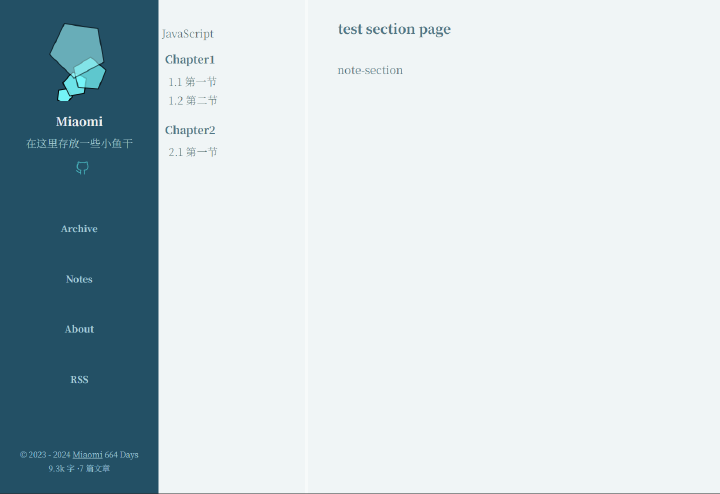 Miaomi
在这里存放一些小鱼干
Archive
Notes
About
RSS
© 2023 - 2024 Miaomi 664 Days
9.3k 字 ·7 篇文章
JavaScript
Chapter1
1.1 第一节
1.2 第二节
Chapter2
2.1 第一节
test section page
note-section